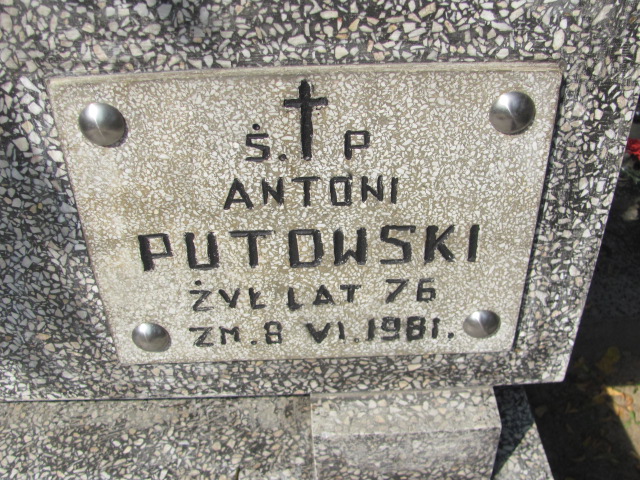 Ś.†P
ANTONI
PUTOWSKI
ŻYŁ LAT 76
ZM. 8 VI. 1981.